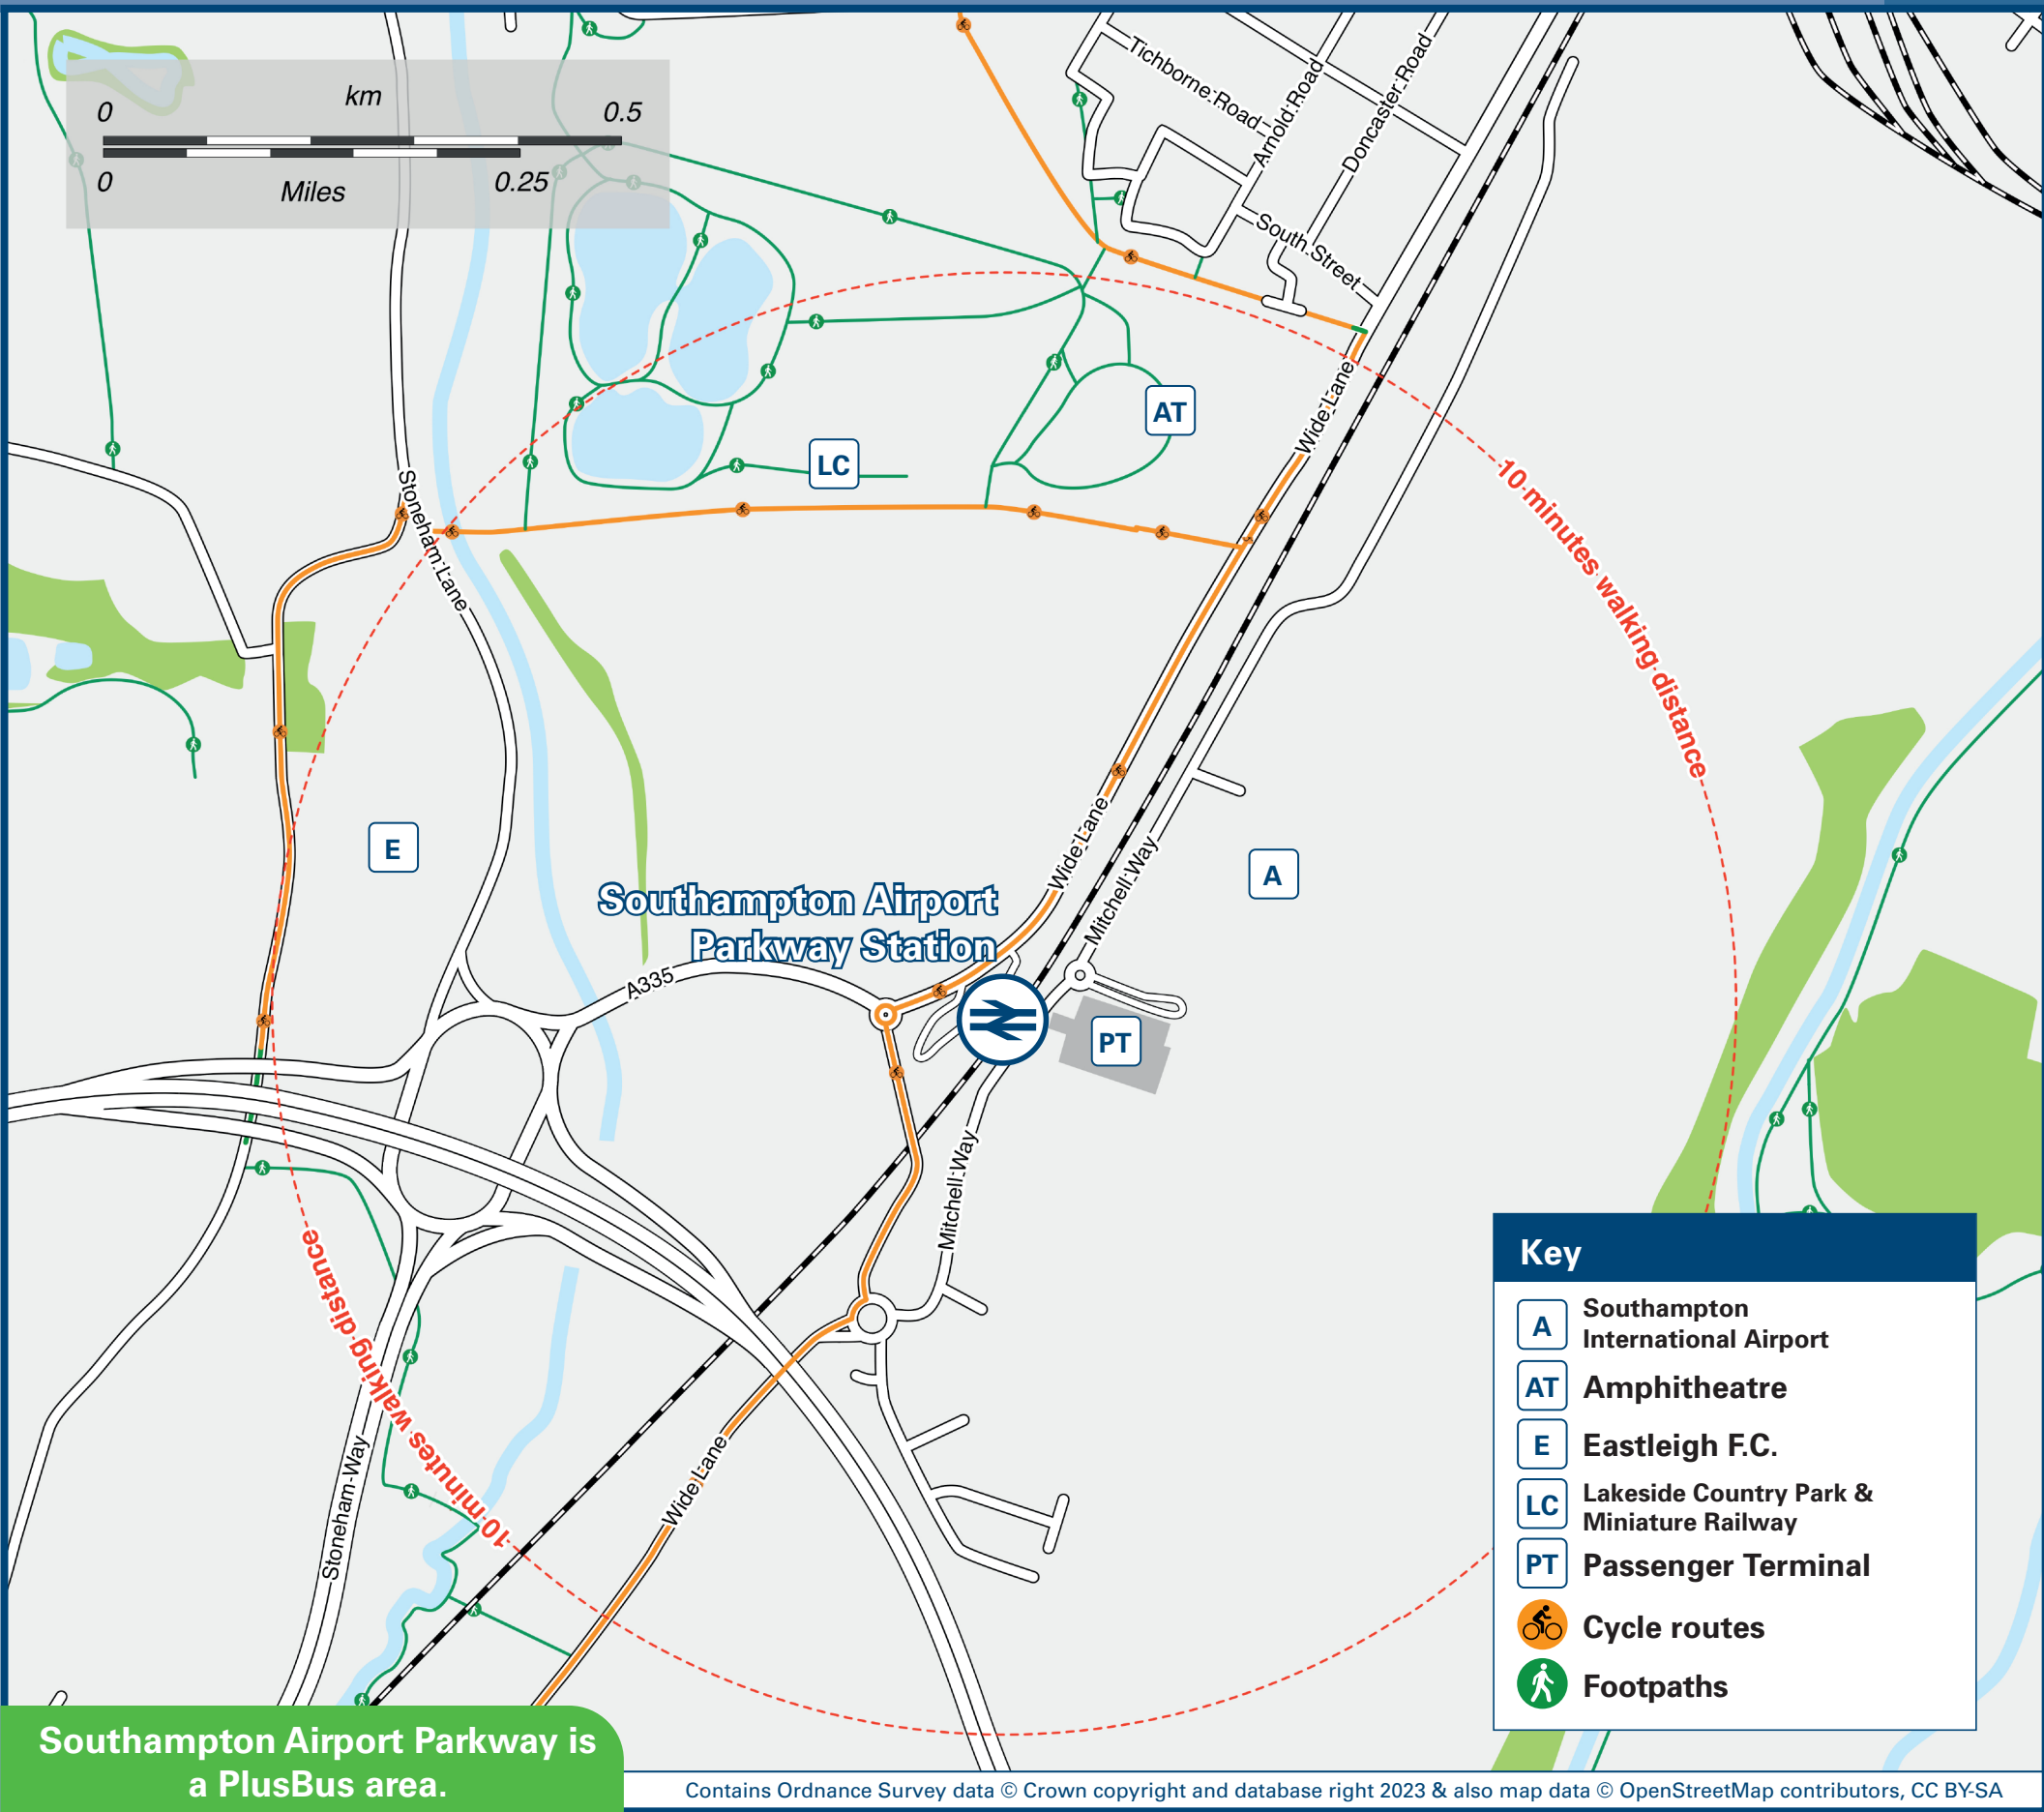 km
0
0.5
0
0.25
Miles
Tichborne Road
Arnold Road
Doncaster Road
South Street
Wide Lane
AT
LC
Stoneham Lane
10 minutes walking distance
E
A
Wide Lane
Mitchell Way
Southampton Airport
Parkway Station
A335
PT
Mitchell Way
10 minutes walking distance
Wide Lane
Stoneham Way
Key
A
Southampton
International Airport
AT
Amphitheatre
E
Eastleigh F.C.
LC
Lakeside Country Park &
Miniature Railway
PT
Passenger Terminal
Cycle routes
Footpaths
Southampton Airport Parkway is
a PlusBus area.
Contains Ordnance Survey data © Crown copyright and database right 2023 & also map data © OpenStreetMap contributors, CC BY-SA